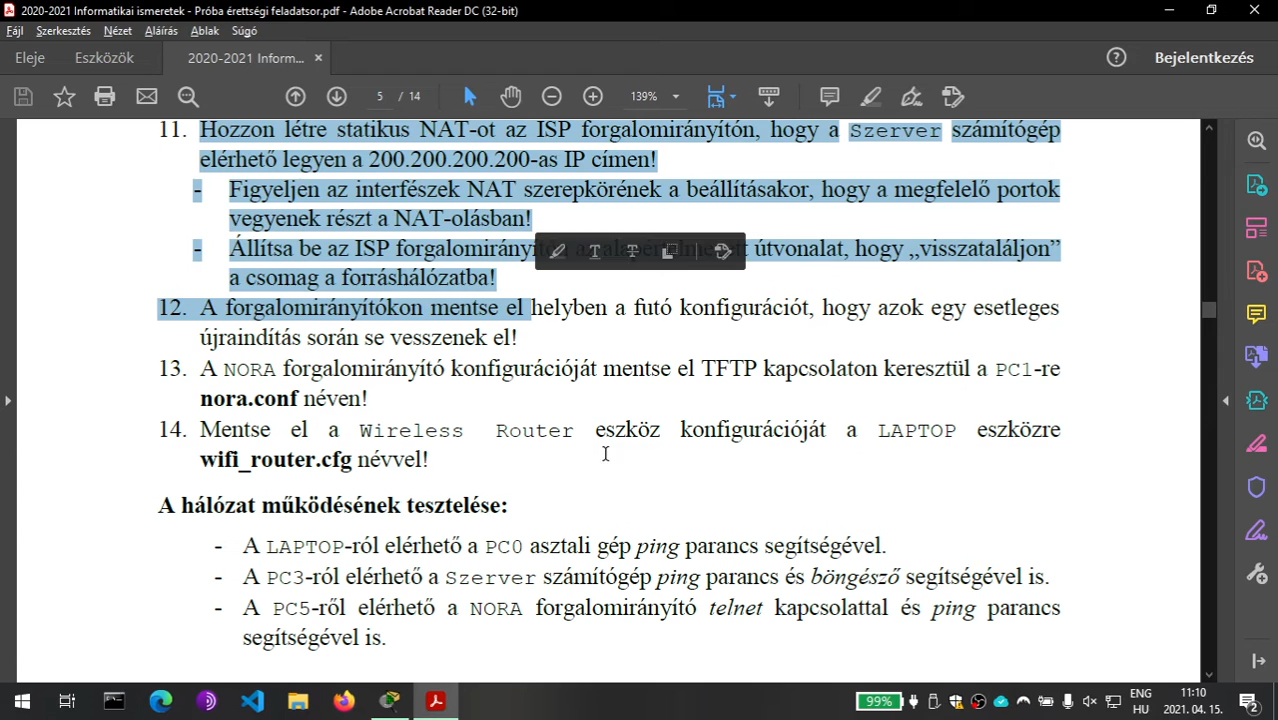 2020-2021 Informatikai ismeretek - Próba érettségi feladatsor.pdf - Adobe Acrobat Reader DC (32-bit)
Fájl Szerkesztés Nézet Aláírás Ablak Súgó
Eleje Eszközök 2020-2021 Inform... × Bejelentkezés
5 / 14 139%
11. Hozzon létre statikus NAT-ot az ISP forgalomirányítón, hogy a Szerver számítógép
elérhető legyen a 200.200.200.200-as IP címen!
- Figyeljen az interfészek NAT szerepkörének a beállításakor, hogy a megfelelő portok
vegyenek részt a NAT-olásban!
- Állítsa be az ISP forgalomirányí útvonalat, hogy „visszataláljon”
a csomag a forráshálózatba!
12. A forgalomirányítókon mentse el helyben a futó konfigurációt, hogy azok egy esetleges
újraindítás során se vesszenek el!
13. A NORA forgalomirányító konfigurációját mentse el TFTP kapcsolaton keresztül a PC1-re
nora.conf néven!
14. Mentse el a Wireless Router eszköz konfigurációját a LAPTOP eszközre
wifi_router.cfg névvel!
A hálózat működésének tesztelése:
- A LAPTOP-ról elérhető a PC0 asztali gép ping parancs segítségével.
- A PC3-ról elérhető a Szerver számítógép ping parancs és böngésző segítségével is.
- A PC5-ről elérhető a NORA forgalomirányító telnet kapcsolattal és ping parancs
segítségével is.
99% ENG 11:10
HU 2021. 04. 15. 2